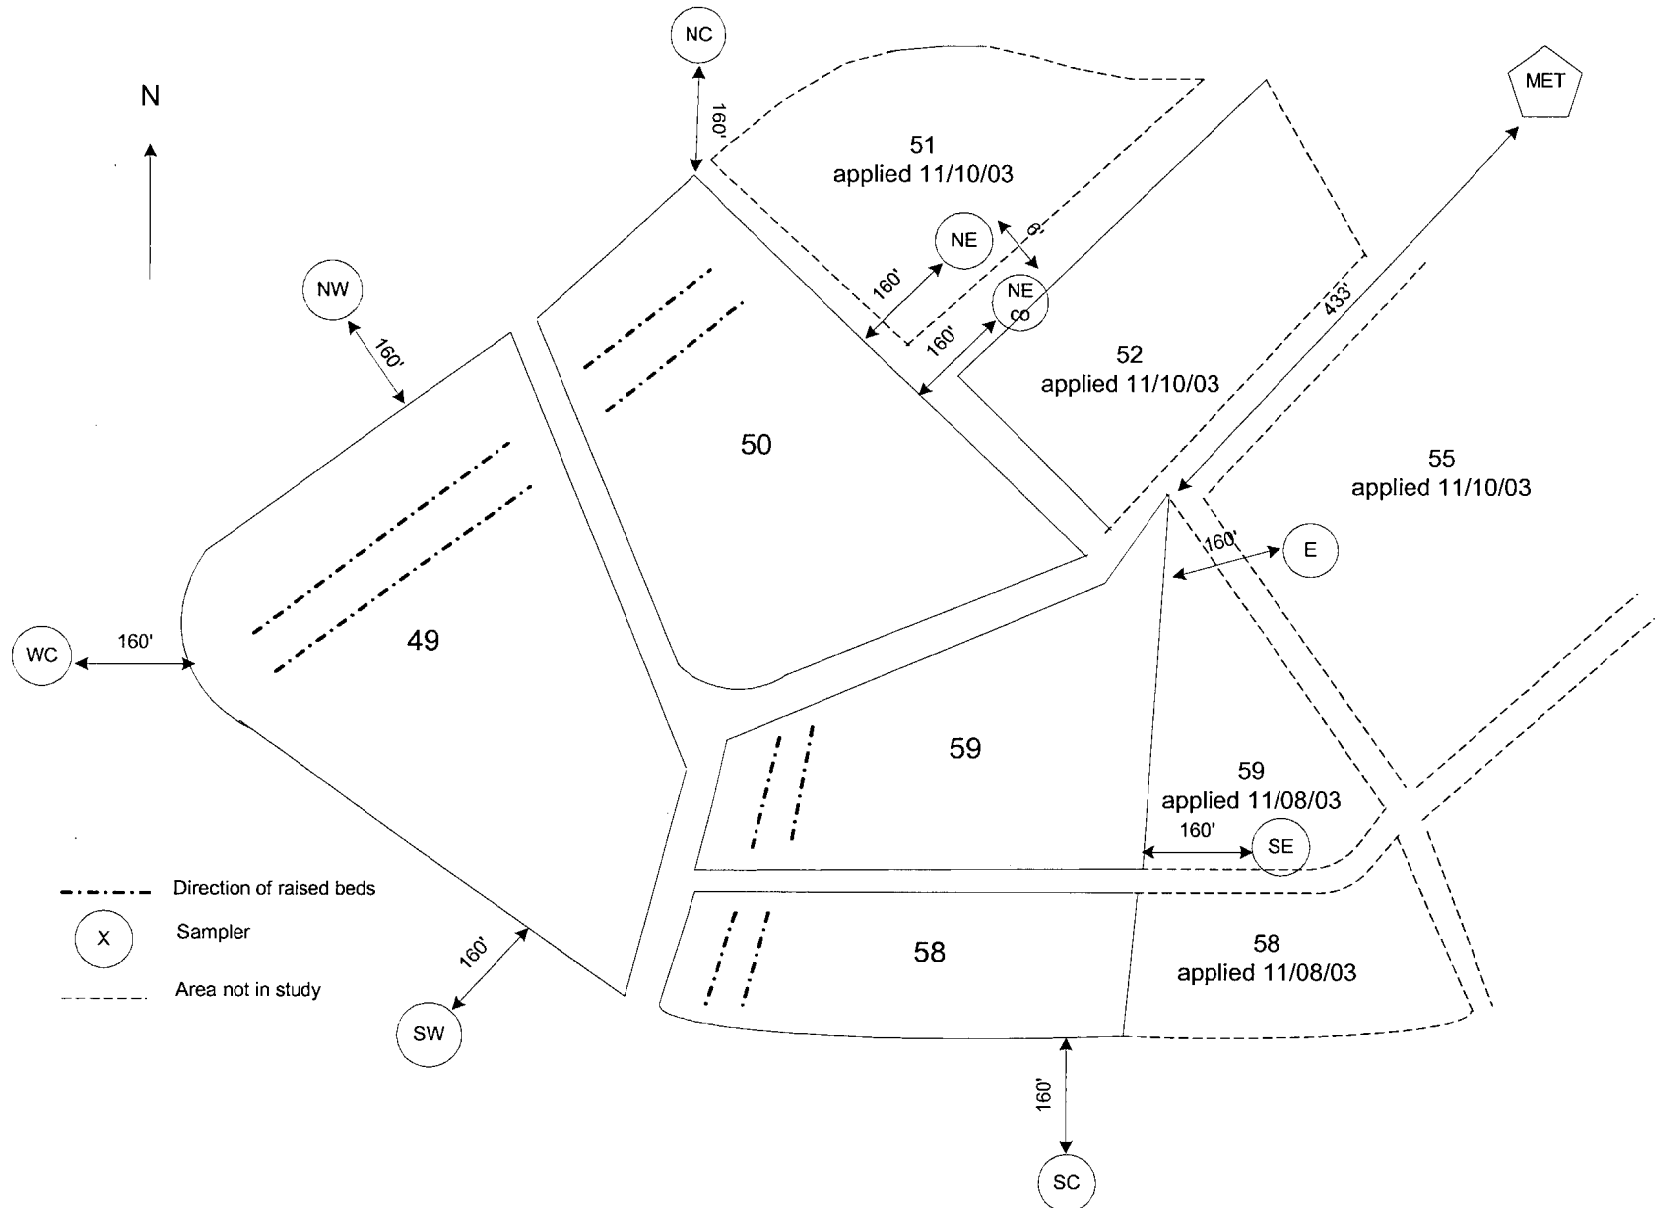 NC
N
MET
160'
51
applied 11/10/03
NE
6'
NW
160'
NE
co
433'
160'
160'
52
applied 11/10/03
50
55
applied 11/10/03
160'
E
49
WC
160'
59
59
applied 11/08/03
160'
SE
Direction of raised beds
X
Sampler
58
58
applied 11/08/03
160'
Area not in study
SW
160'
SC